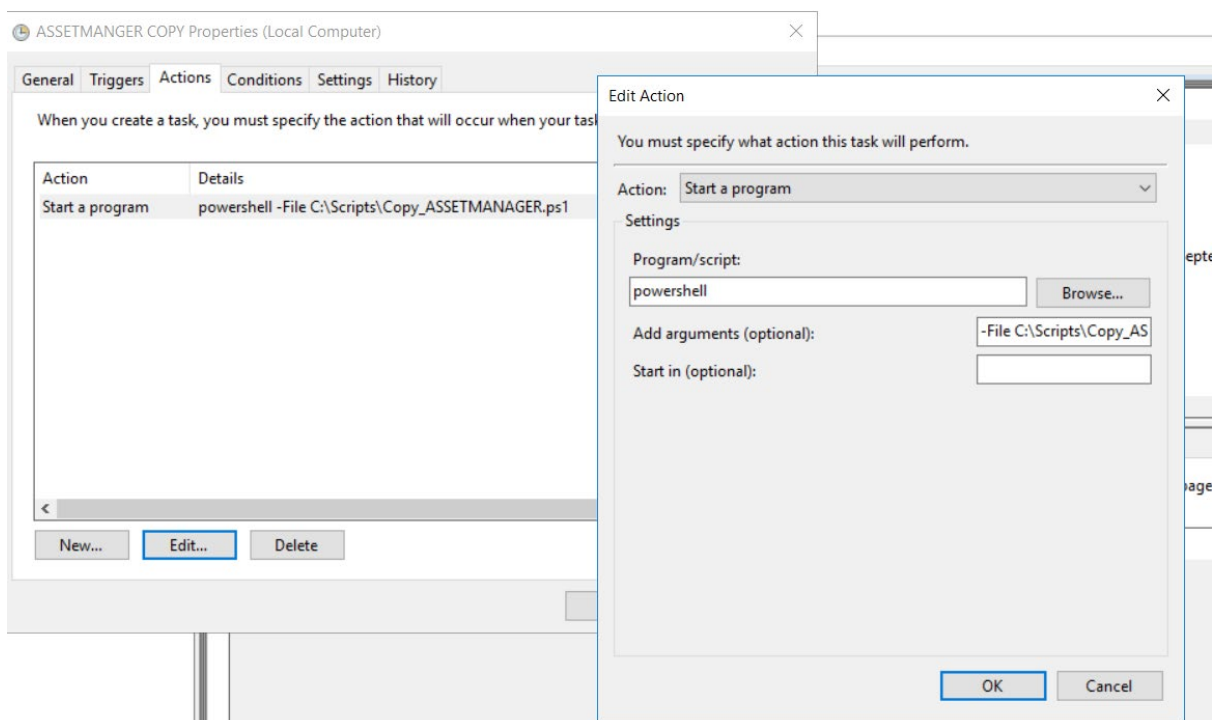 ASSETMANGER COPY Properties (Local Computer)
General Triggers Actions Conditions Settings History
When you create a task, you must specify the action that will occur when your task
Action Details
Start a program powershell -File C:\Scripts\Copy_ASSETMANAGER.ps1
New... Edit... Delete
Edit Action
You must specify what action this task will perform.
Action: Start a program
Settings
Program/script:
powershell
Browse...
Add arguments (optional): -File C:\Scripts\Copy_AS
Start in (optional):
OK Cancel